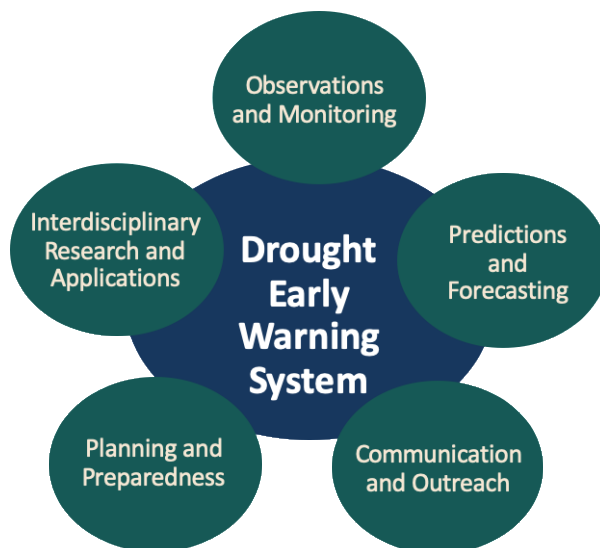 Observations
and Monitoring
Interdisciplinary
Research and
Applications
Drought
Early
Warning
System
Predictions
and
Forecasting
Planning and
Preparedness
Communication
and Outreach